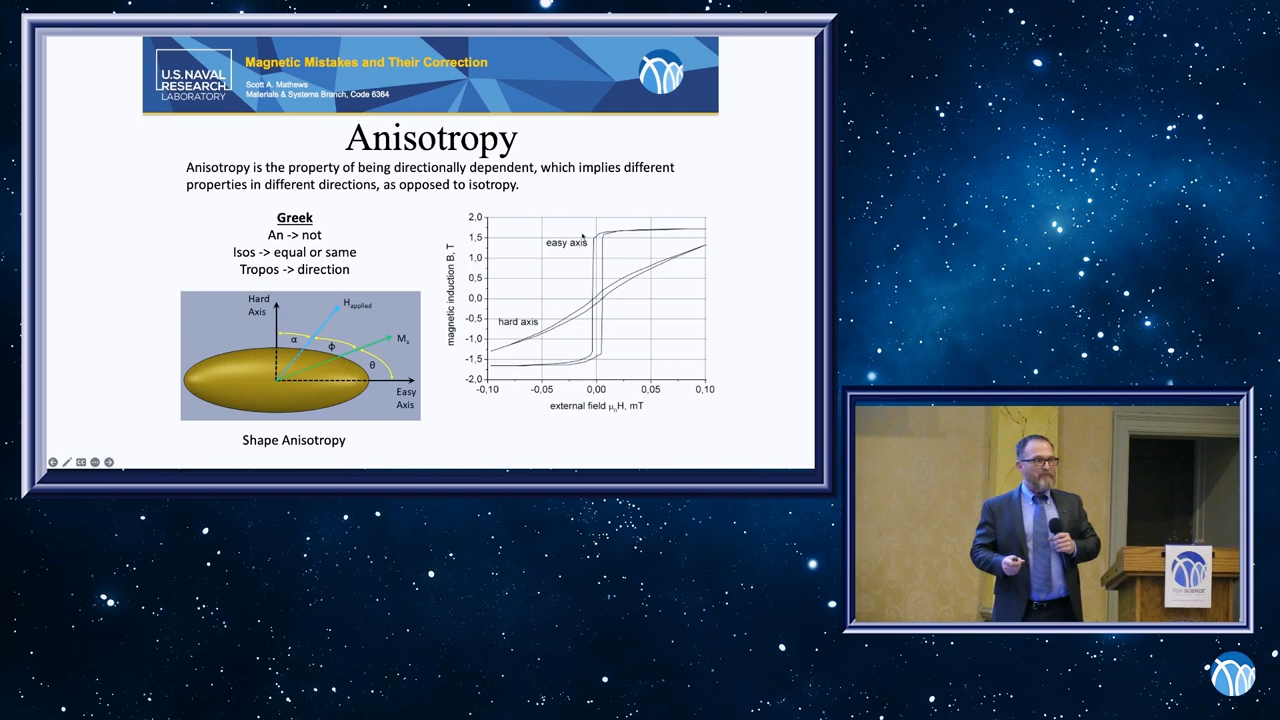 U.S. NAVAL
RESEARCH
LABORATORY
Magnetic Mistakes and Their Correction
Scott A. Mathews
Materials & Systems Branch, Code 6364
Anisotropy
Anisotropy is the property of being directionally dependent, which implies different
properties in different directions, as opposed to isotropy.
Greek
An -> not
Isos -> equal or same
Tropos -> direction
Hard
Axis
Happlied
Ms
α
ϕ
θ
Easy
Axis
Shape Anisotropy
magnetic induction B, T
2,0
1,5
1,0
0,5
0,0
-0,5
-1,0
-1,5
-2,0
easy axis
hard axis
-0,10
-0,05
0,00
0,05
0,10
external field μ0H, mT